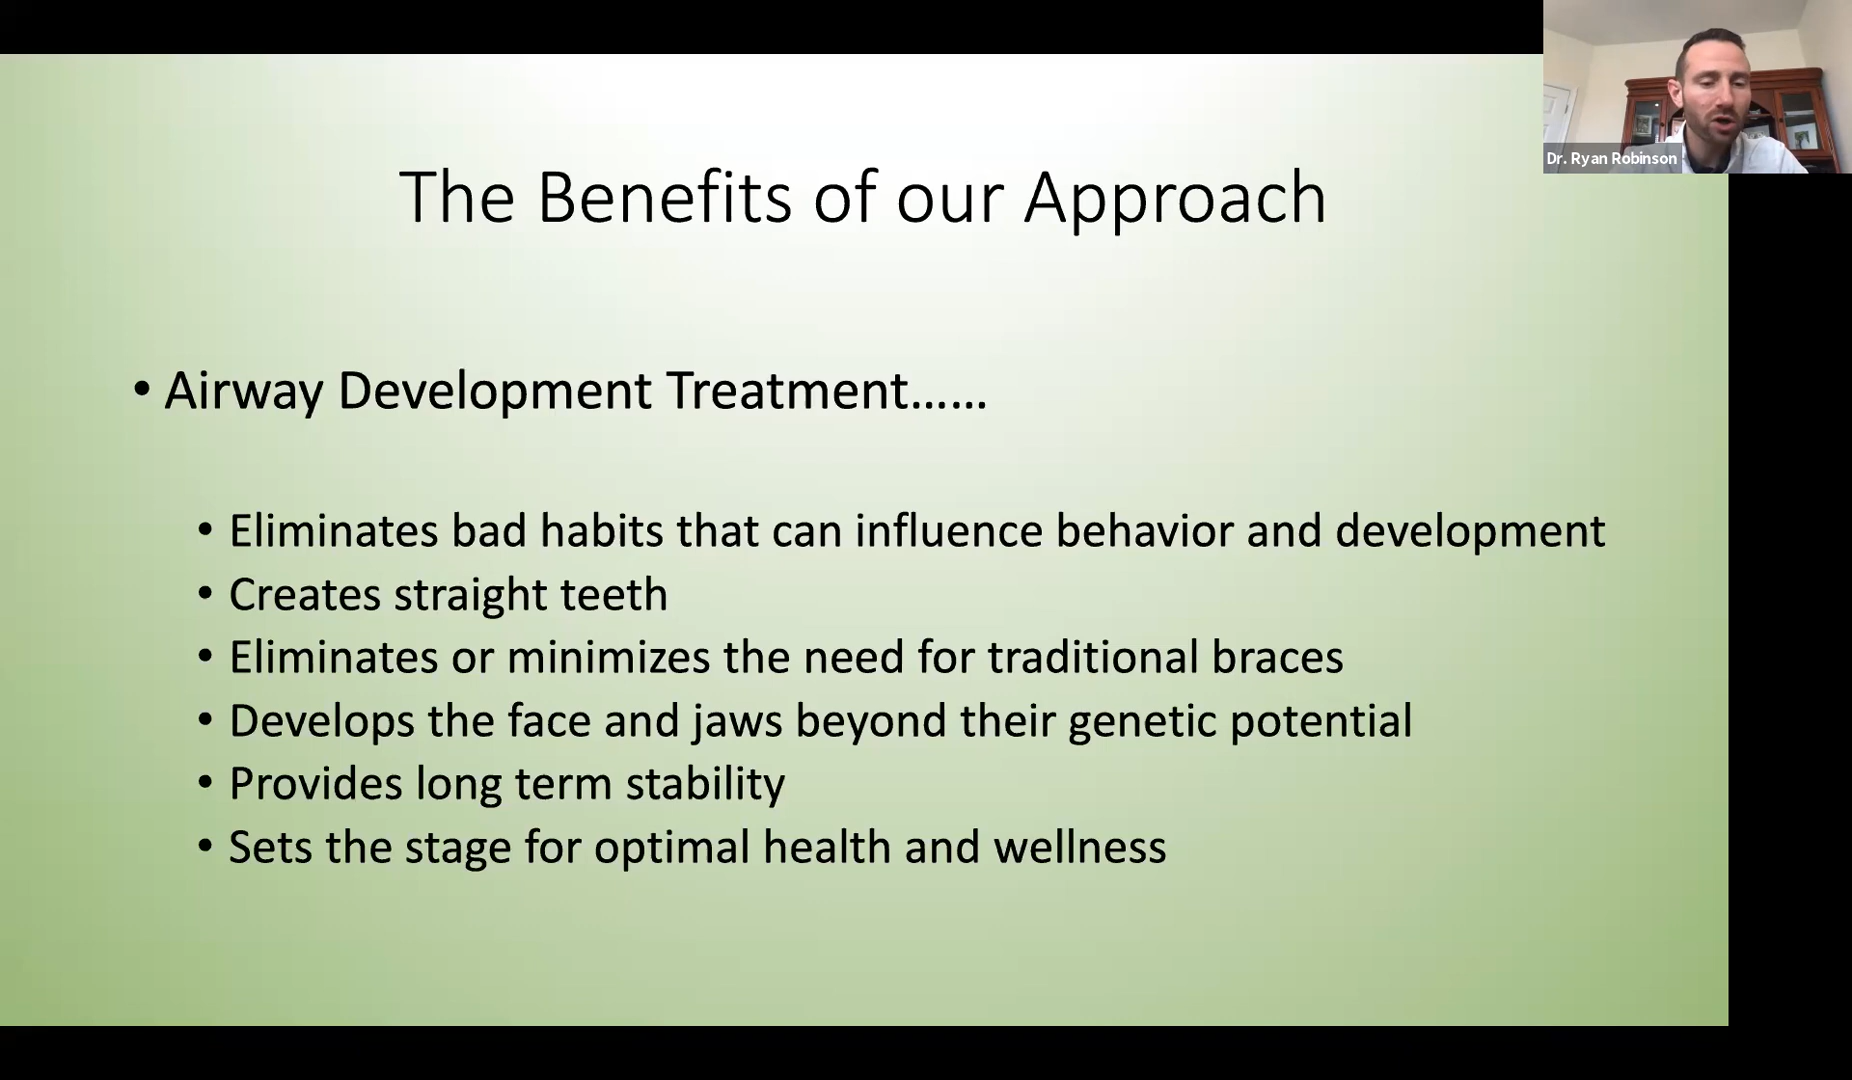 The Benefits of our Approach
Dr. Ryan Robinson
• Airway Development Treatment……
• Eliminates bad habits that can influence behavior and development
• Creates straight teeth
• Eliminates or minimizes the need for traditional braces
• Develops the face and jaws beyond their genetic potential
• Provides long term stability
• Sets the stage for optimal health and wellness